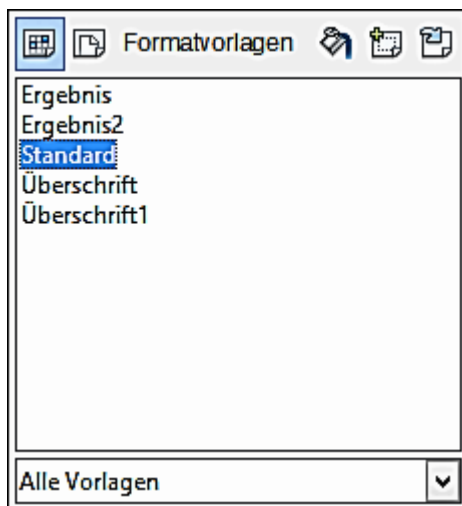 Formatvorlagen
Ergebnis
Ergebnis2
Standard
Überschrift
Überschrift1
Alle Vorlagen